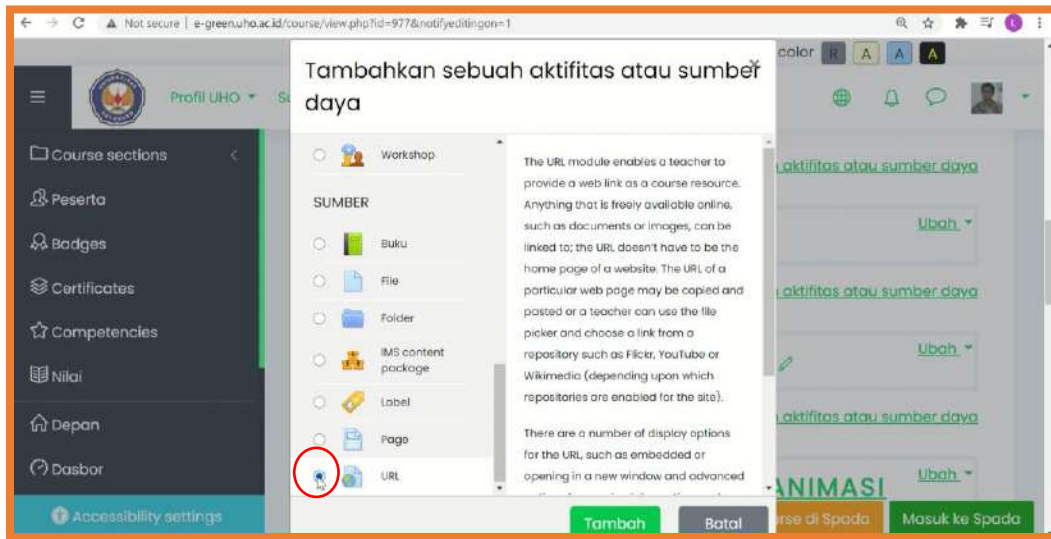 Not secure | e-green.uho.ac.id/course/view.php?id=977&notifyeditingon=1
color R A A A
Profil UHO
Course sections
Peserta
Badges
Certificates
Competencies
Nilai
Depan
Dasbor
Accessibility settings
Tambahkan sebuah aktifitas atau sumber
daya
×
Workshop
SUMBER
Buku
File
Folder
IMS content
package
Label
Page
URL
The URL module enables a teacher to
provide a web link as a course resource.
Anything that is freely available online,
such as documents or images, can be
linked to; the URL doesn't have to be the
home page of a website. The URL of a
particular web page may be copied and
pasted or a teacher can use the file
picker and choose a link from a
repository such as Flickr, YouTube or
Wikimedia (depending upon which
repositories are enabled for the site).
There are a number of display options
for the URL, such as embedded or
opening in a new window and advanced
Tambah
Batal
aktifitas atau sumber daya
Ubah
aktifitas atau sumber daya
Ubah
aktifitas atau sumber daya
Ubah
ANIMASI
rse di Spada
Masuk ke Spada